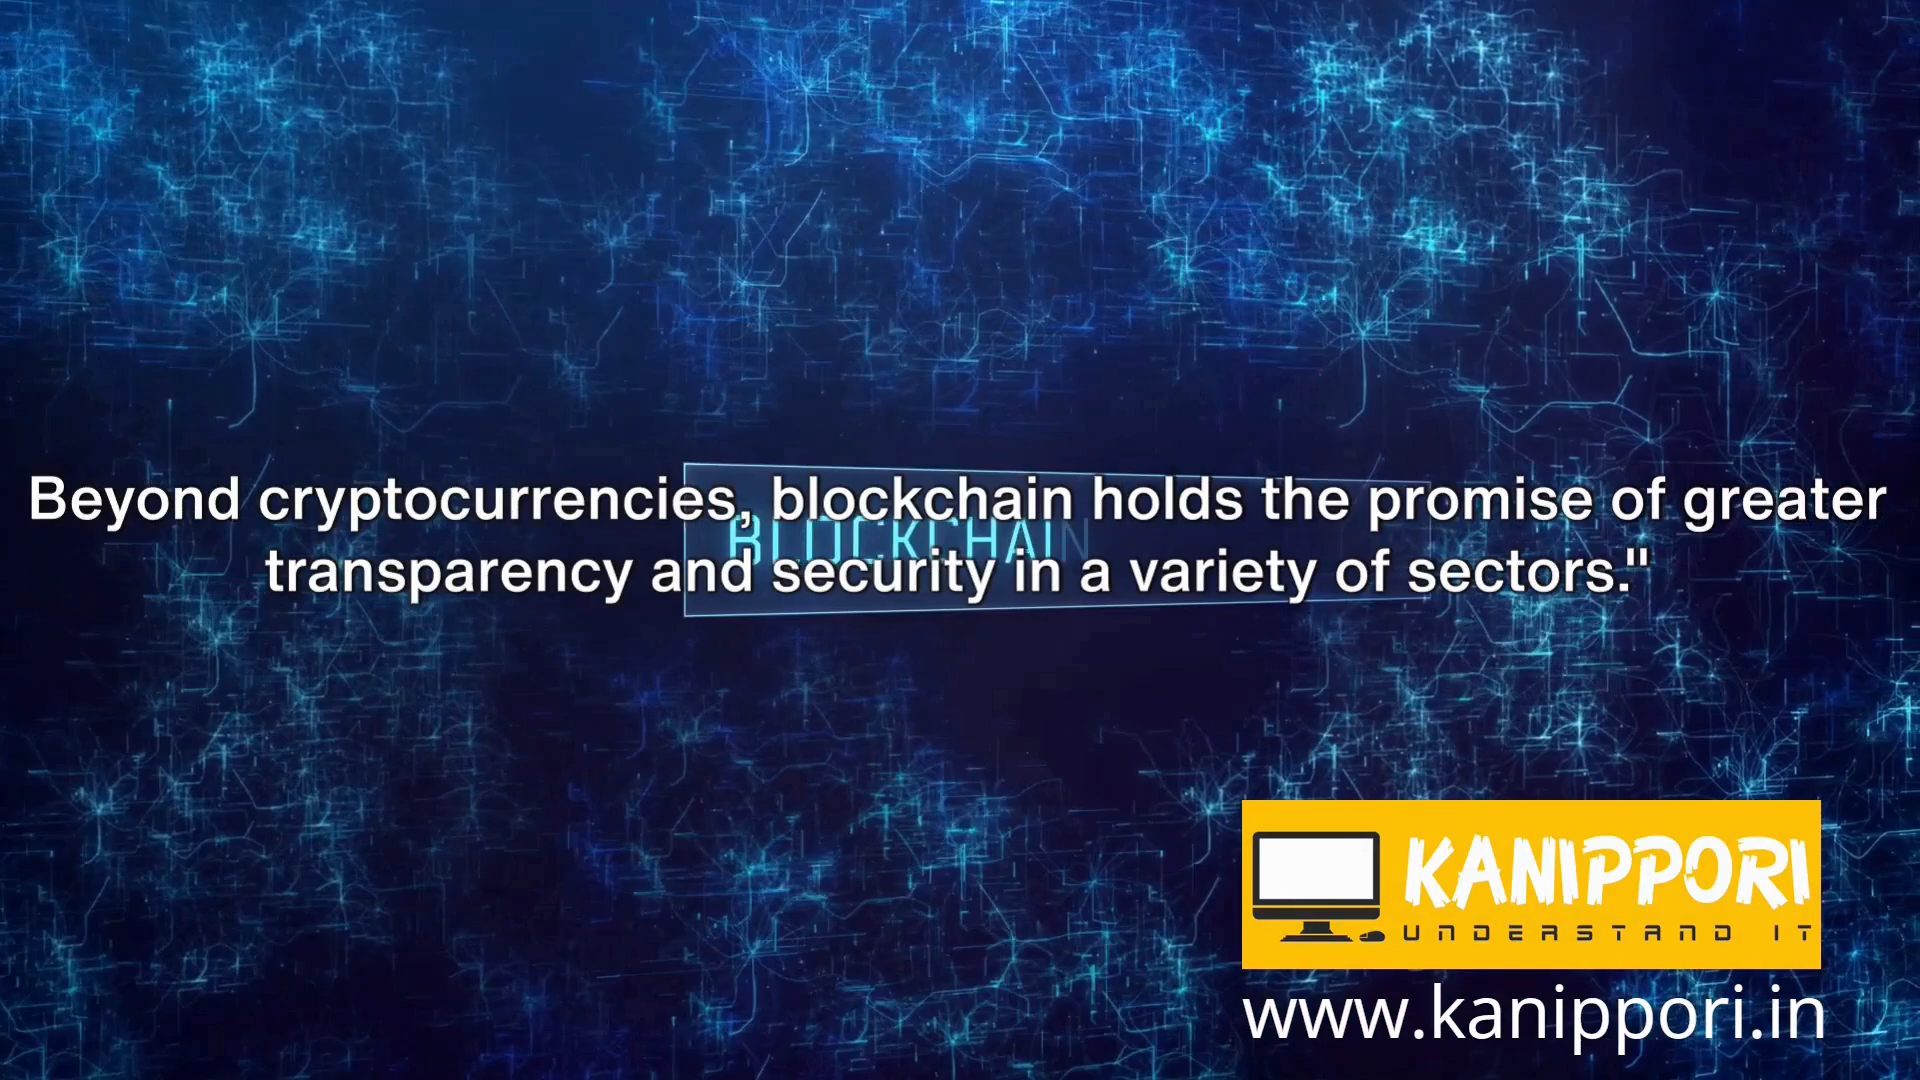 Beyond cryptocurrencies, blockchain holds the promise of greater
BLOCKCHAIN
transparency and security in a variety of sectors."
KANIPPORI
UNDERSTAND IT
www.kanippori.in